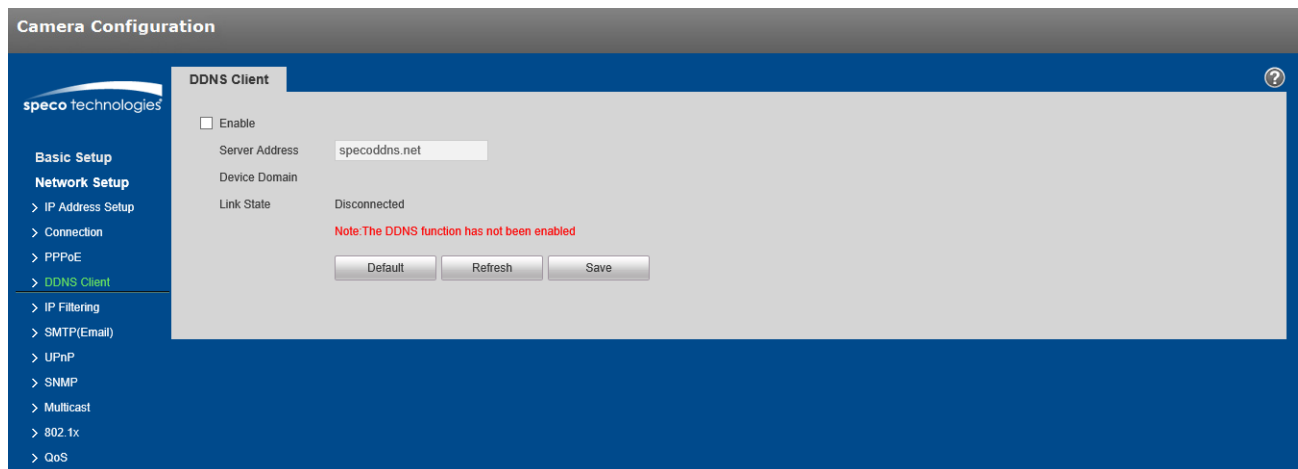 Camera Configuration
speco technologies
DDNS Client
?
Enable
Server Address specoddns.net
Device Domain
Link State Disconnected
Note:The DDNS function has not been enabled
Default Refresh Save
Basic Setup
Network Setup
> IP Address Setup
> Connection
> PPPoE
> DDNS Client
> IP Filtering
> SMTP(Email)
> UPnP
> SNMP
> Multicast
> 802.1x
> QoS